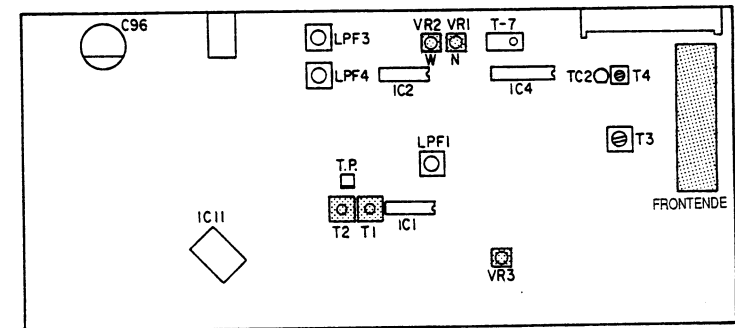 C96
VR2 VR1 T-7
LPF3
W N
LPF4
IC2
IC4
TC2 T4
T3
LPF1
T.P.
FRONTENDE
IC11
T2 T1 IC1
VR3